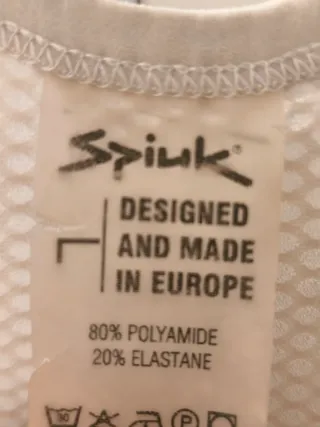 Spiuk
DESIGNED
AND MADE
IN EUROPE
80% POLYAMIDE
20% ELASTANE
P